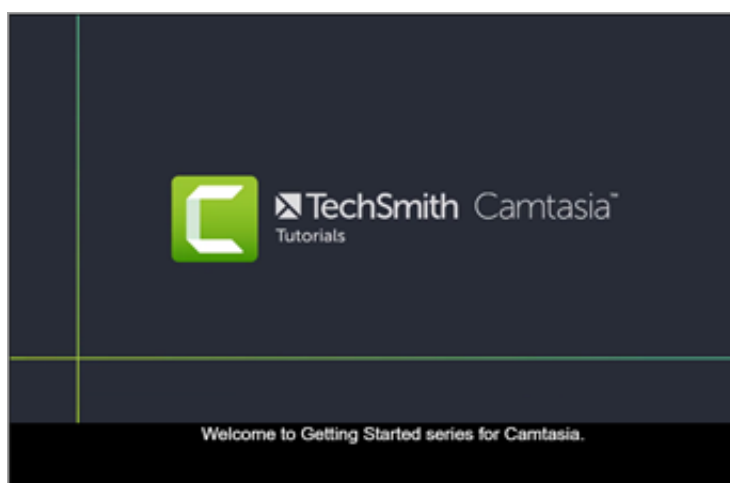 TechSmith Camtasia™
Tutorials
Welcome to Getting Started series for Camtasia.